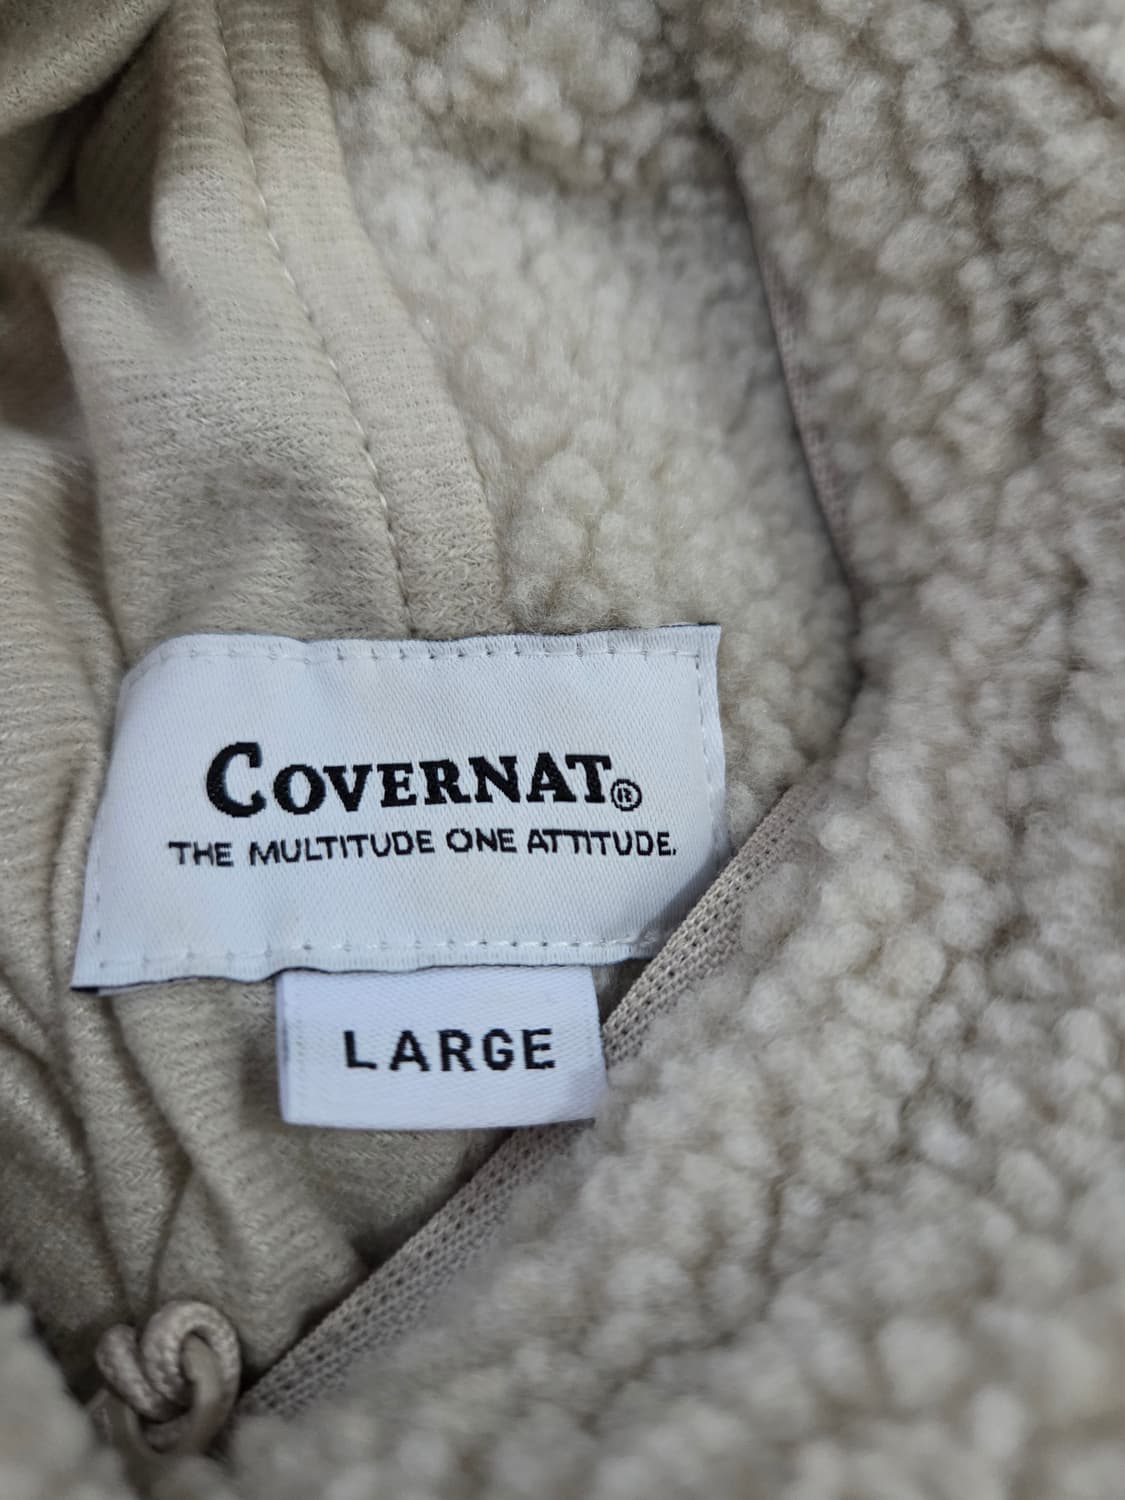 COVERNAT®
THE MULTITUDE ONE ATTITUDE.
LARGE